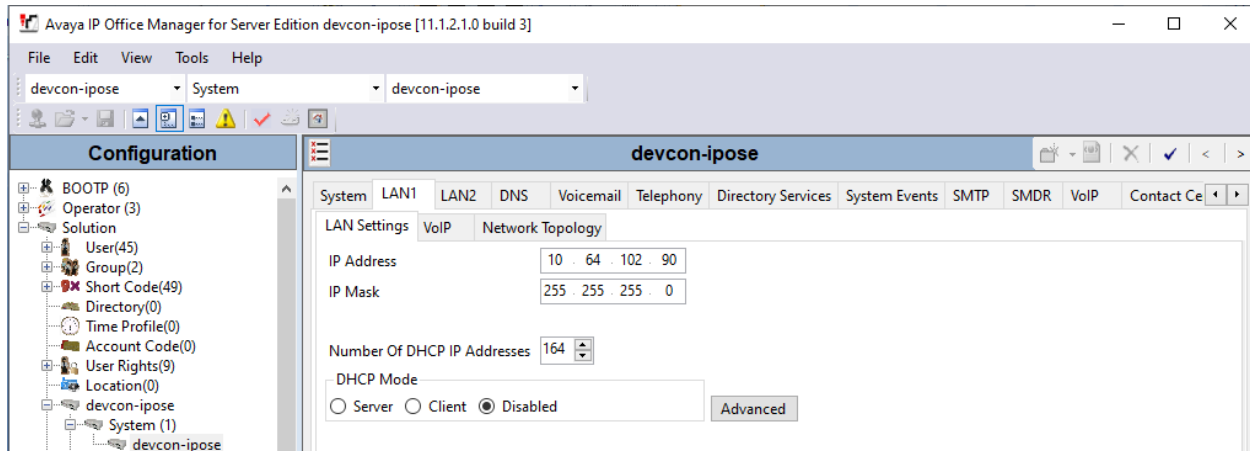 Avaya IP Office Manager for Server Edition devcon-ipose [11.1.2.1.0 build 3]
File Edit View Tools Help
devcon-ipose System devcon-ipose
Configuration
BOOTP (6)
Operator (3)
Solution
User(45)
Group(2)
Short Code(49)
Directory(0)
Time Profile(0)
Account Code(0)
User Rights(9)
Location(0)
devcon-ipose
System (1)
devcon-ipose
devcon-ipose
System LAN1 LAN2 DNS Voicemail Telephony Directory Services System Events SMTP SMDR VoIP Contact Ce
LAN Settings VoIP Network Topology
IP Address 10 . 64 . 102 . 90
IP Mask 255 . 255 . 255 . 0
Number Of DHCP IP Addresses 164
DHCP Mode
Server Client Disabled Advanced